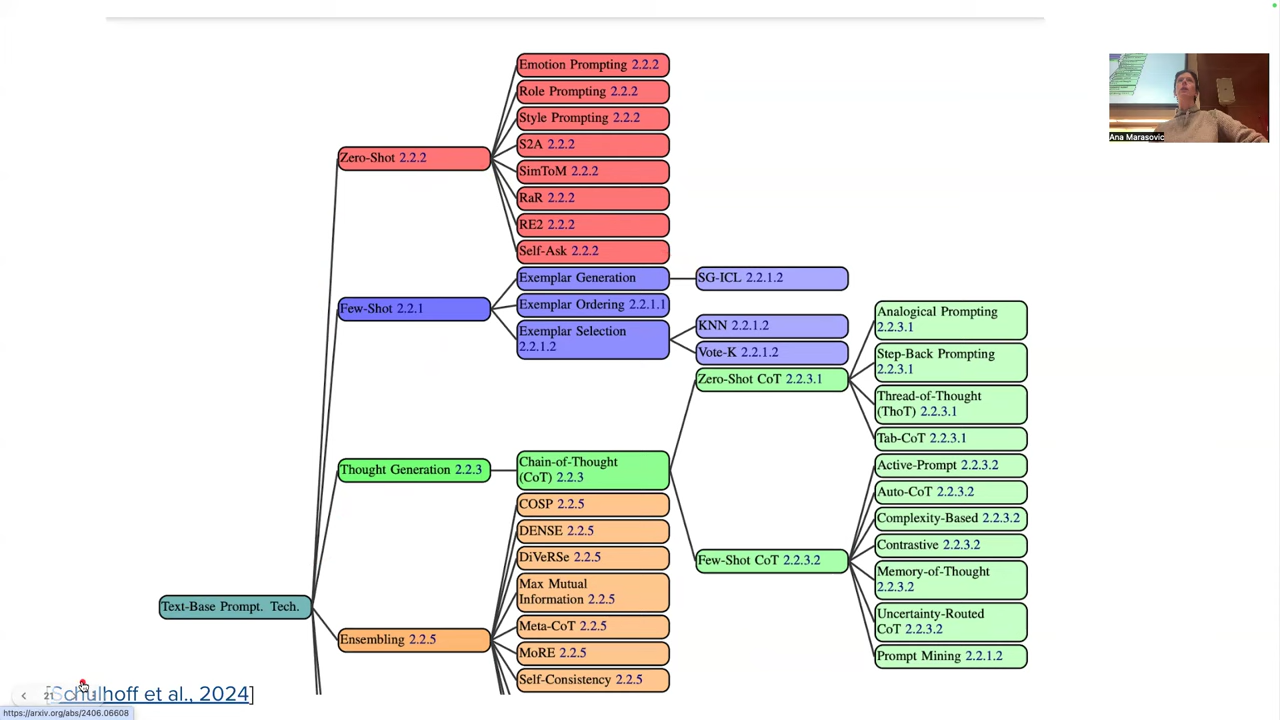 Emotion Prompting 2.2.2
Role Prompting 2.2.2
Style Prompting 2.2.2
S2A 2.2.2
SimToM 2.2.2
RaR 2.2.2
RE2 2.2.2
Self-Ask 2.2.2
Zero-Shot 2.2.2
Exemplar Generation
SG-ICL 2.2.1.2
Exemplar Ordering 2.2.1.1
Few-Shot 2.2.1
Exemplar Selection
2.2.1.2
KNN 2.2.1.2
Vote-K 2.2.1.2
Zero-Shot CoT 2.2.3.1
Analogical Prompting
2.2.3.1
Step-Back Prompting
2.2.3.1
Thread-of-Thought
(ThoT) 2.2.3.1
Tab-CoT 2.2.3.1
Thought Generation 2.2.3
Chain-of-Thought
(CoT) 2.2.3
Active-Prompt 2.2.3.2
Auto-CoT 2.2.3.2
Complexity-Based 2.2.3.2
Contrastive 2.2.3.2
Memory-of-Thought
2.2.3.2
Uncertainty-Routed
CoT 2.2.3.2
Prompt Mining 2.2.1.2
Few-Shot CoT 2.2.3.2
COSP 2.2.5
DENSE 2.2.5
DiVeRSe 2.2.5
Max Mutual
Information 2.2.5
Meta-CoT 2.2.5
MoRE 2.2.5
Self-Consistency 2.2.5
Text-Base Prompt. Tech.
Ensembling 2.2.5
[Schulhoff et al., 2024]
21
https://arxiv.org/abs/2406.06608
Ana Marasovic